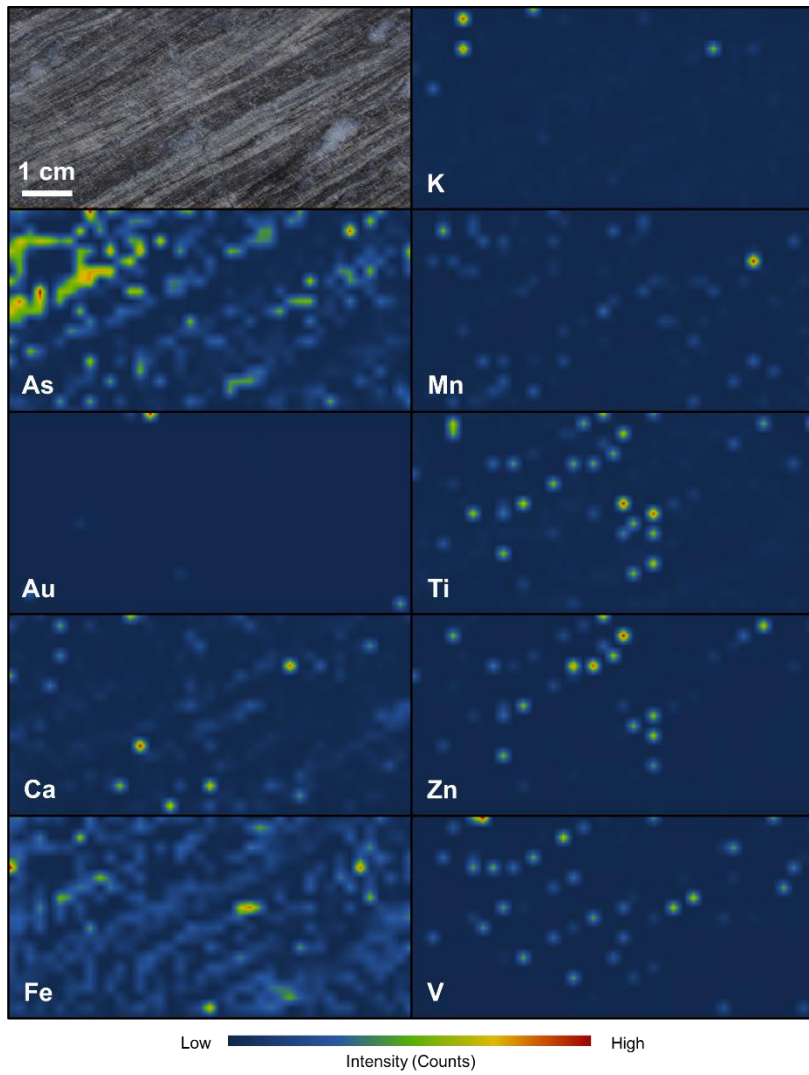 1 cm
K
As
Mn
Au
Ti
Ca
Zn
Fe
V
Low
High
Intensity (Counts)